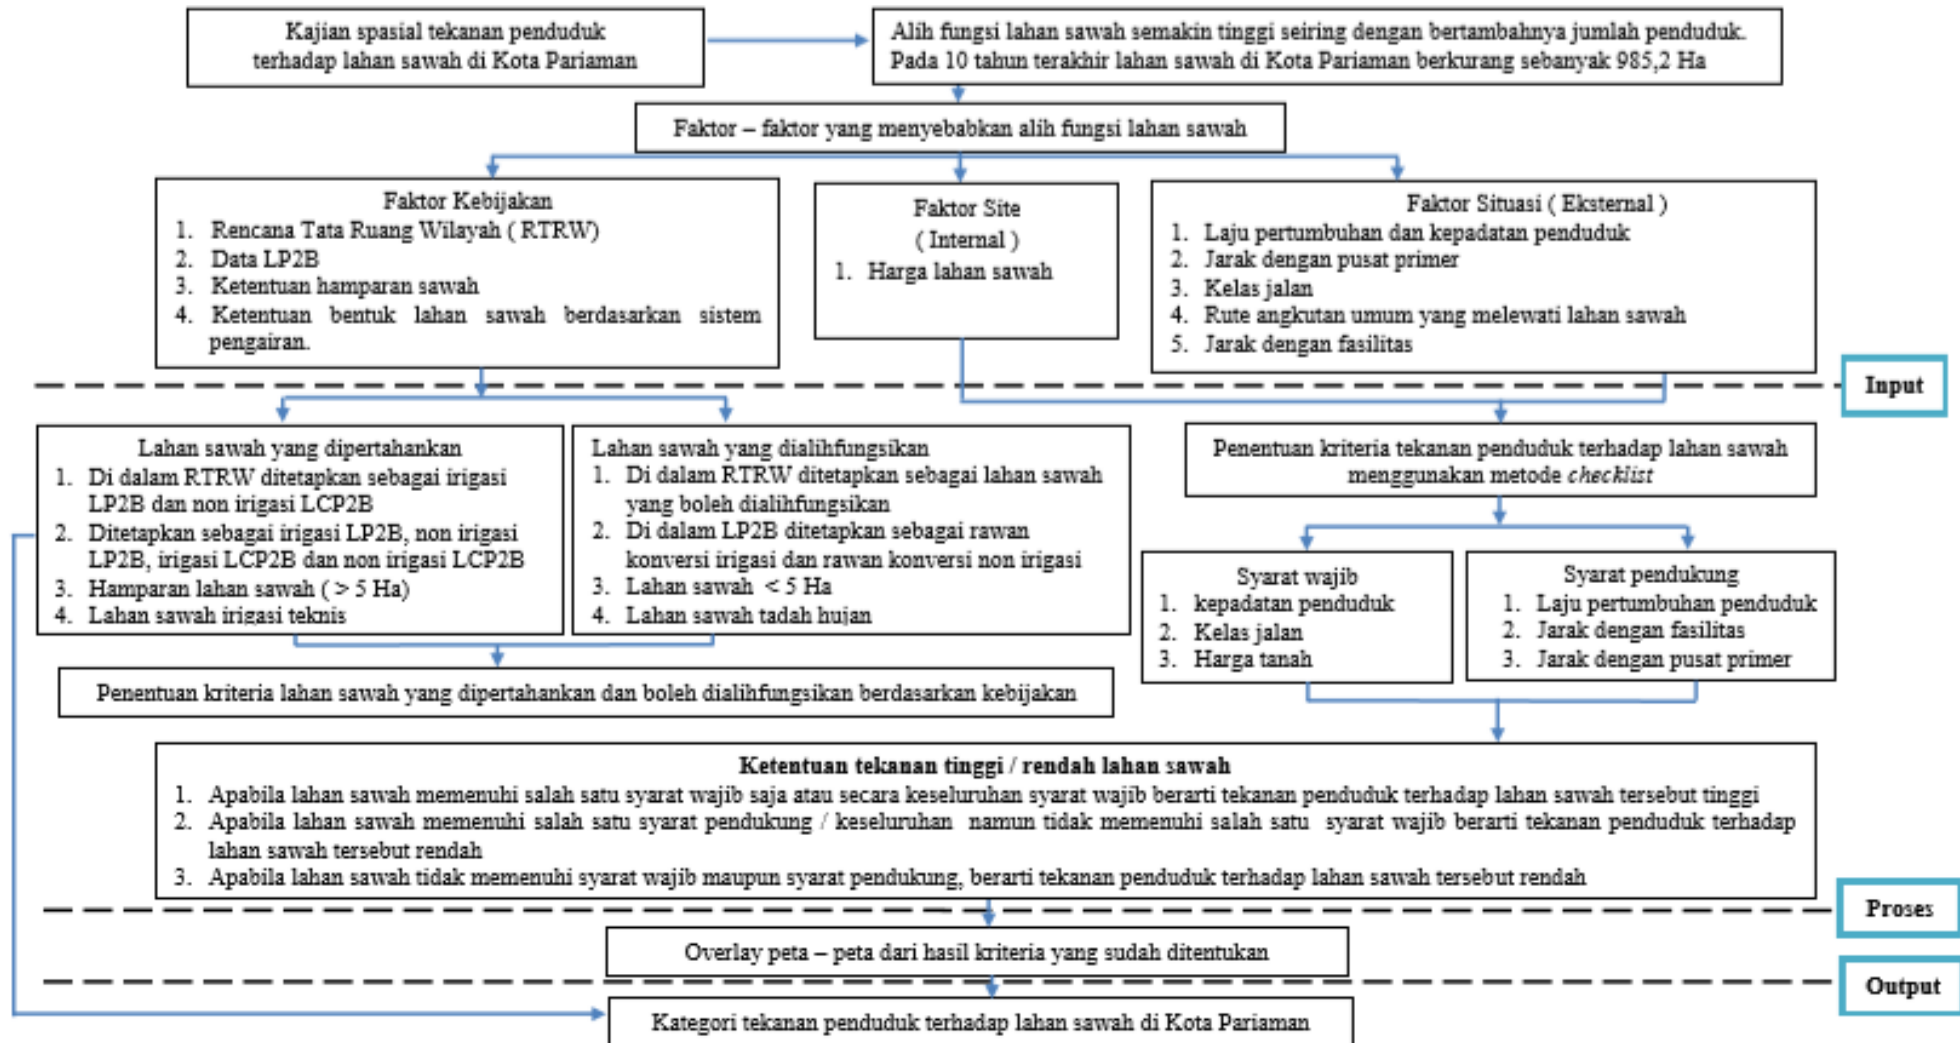 Kajian spasial tekanan penduduk
terhadap lahan sawah di Kota Pariaman
Alih fungsi lahan sawah semakin tinggi seiring dengan bertambahnya jumlah penduduk.
Pada 10 tahun terakhir lahan sawah di Kota Pariaman berkurang sebanyak 985,2 Ha
Faktor – faktor yang menyebabkan alih fungsi lahan sawah
Faktor Kebijakan
1. Rencana Tata Ruang Wilayah ( RTRW)
2. Data LP2B
3. Ketentuan hamparan sawah
4. Ketentuan bentuk lahan sawah berdasarkan sistem
pengairan.
Faktor Site
( Internal )
1. Harga lahan sawah
Faktor Situasi ( Eksternal )
1. Laju pertumbuhan dan kepadatan penduduk
2. Jarak dengan pusat primer
3. Kelas jalan
4. Rute angkutan umum yang melewati lahan sawah
5. Jarak dengan fasilitas
Input
Lahan sawah yang dipertahankan
1. Di dalam RTRW ditetapkan sebagai irigasi
LP2B dan non irigasi LCP2B
2. Ditetapkan sebagai irigasi LP2B, non irigasi
LP2B, irigasi LCP2B dan non irigasi LCP2B
3. Hamparan lahan sawah ( > 5 Ha)
4. Lahan sawah irigasi teknis
Lahan sawah yang dialihfungsikan
1. Di dalam RTRW ditetapkan sebagai lahan sawah
yang boleh dialihfungsikan
2. Di dalam LP2B ditetapkan sebagai rawan
konversi irigasi dan rawan konversi non irigasi
3. Lahan sawah < 5 Ha
4. Lahan sawah tadah hujan
Penentuan kriteria tekanan penduduk terhadap lahan sawah
menggunakan metode checklist
Syarat wajib
1. kepadatan penduduk
2. Kelas jalan
3. Harga tanah
Syarat pendukung
1. Laju pertumbuhan penduduk
2. Jarak dengan fasilitas
3. Jarak dengan pusat primer
Penentuan kriteria lahan sawah yang dipertahankan dan boleh dialihfungsikan berdasarkan kebijakan
Ketentuan tekanan tinggi / rendah lahan sawah
1. Apabila lahan sawah memenuhi salah satu syarat wajib saja atau secara keseluruhan syarat wajib berarti tekanan penduduk terhadap lahan sawah tersebut tinggi
2. Apabila lahan sawah memenuhi salah satu syarat pendukung / keseluruhan namun tidak memenuhi salah satu syarat wajib berarti tekanan penduduk terhadap
lahan sawah tersebut rendah
3. Apabila lahan sawah tidak memenuhi syarat wajib maupun syarat pendukung, berarti tekanan penduduk terhadap lahan sawah tersebut rendah
Proses
Overlay peta – peta dari hasil kriteria yang sudah ditentukan
Output
Kategori tekanan penduduk terhadap lahan sawah di Kota Pariaman